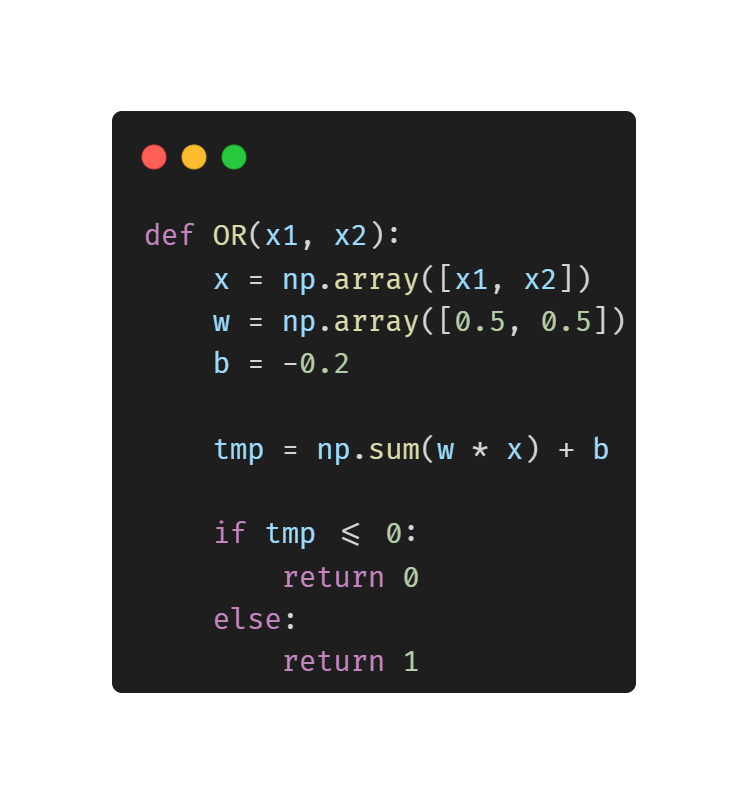 def OR(x1, x2):
    x = np.array([x1, x2])
    w = np.array([0.5, 0.5])
    b = -0.2
    tmp = np.sum(w * x) + b
    if tmp <= 0:
        return 0
    else:
        return 1